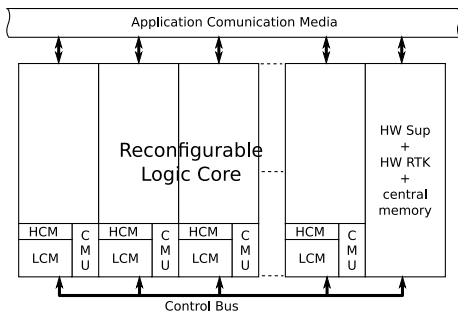 Application Comunication Media
Reconfigurable
Logic Core
HW Sup
+
HW RTK
+
central
memory
HCM
LCM
C
M
U
HCM
LCM
C
M
U
HCM
LCM
C
M
U
HCM
LCM
C
M
U
Control Bus